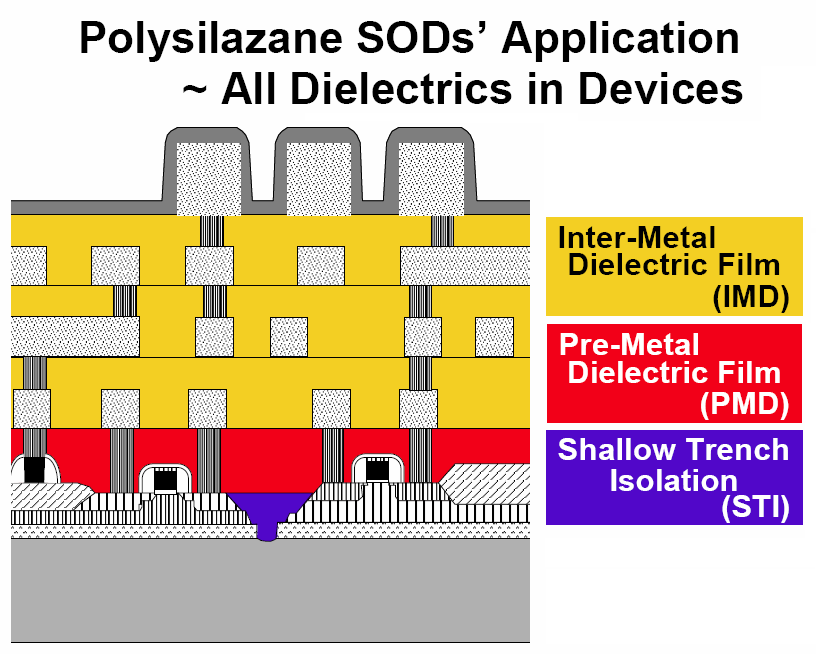 Polysilazane SODs’ Application
~ All Dielectrics in Devices
Inter-Metal
Dielectric Film
(IMD)
Pre-Metal
Dielectric Film
(PMD)
Shallow Trench
Isolation
(STI)